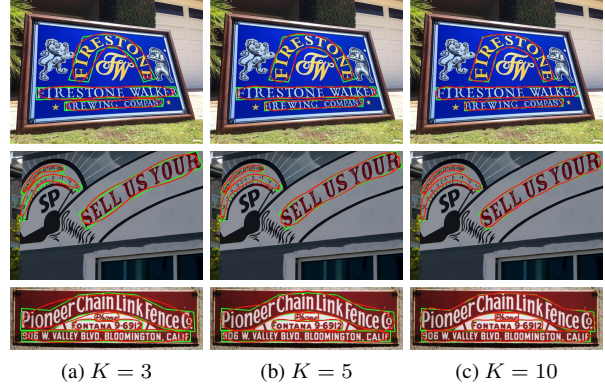 FIRESTONE
FW
FIRESTONE WALKER
BREWING COMPANY
FIRESTONE
FW
FIRESTONE WALKER
BREWING COMPANY
FIRESTONE
FW
FIRESTONE WALKER
BREWING COMPANY
SP
SELL US YOUR
SP
SELL US YOUR
SP
SELL US YOUR
Pioneer Chain Link Fence Co
Phone
FONTANA 9-6912
906 W. VALLEY BLVD. BLOOMINGTON, CALIF
Pioneer Chain Link Fence Co
Phone
FONTANA 9-6912
906 W. VALLEY BLVD. BLOOMINGTON, CALIF
Pioneer Chain Link Fence Co
Phone
FONTANA 9-6912
906 W. VALLEY BLVD. BLOOMINGTON, CALIF
(a) K = 3
(b) K = 5
(c) K = 10